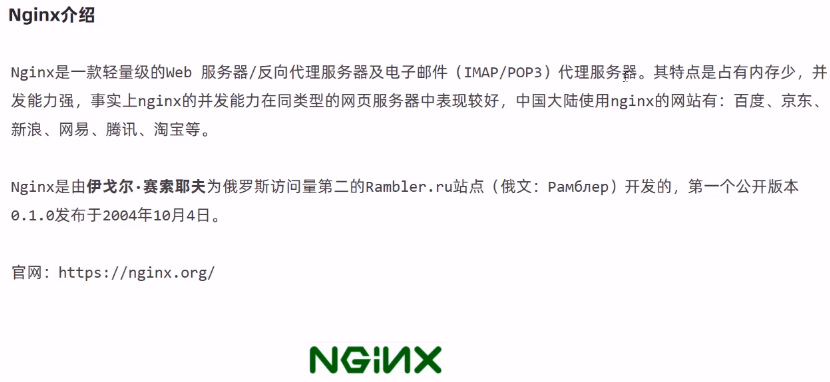 Nginx介绍
Nginx是一款轻量级的Web 服务器/反向代理服务器及电子邮件（IMAP/POP3）代理服务器。其特点是占有内存少，并
发能力强，事实上nginx的并发能力在同类型的网页服务器中表现较好，中国大陆使用nginx的网站有：百度、京东、
新浪、网易、腾讯、淘宝等。
Nginx是由伊戈尔·赛索耶夫为俄罗斯访问量第二的Rambler.ru站点（俄文：Рамблер）开发的，第一个公开版本
0.1.0发布于2004年10月4日。
官网：https://nginx.org/
NGiNX